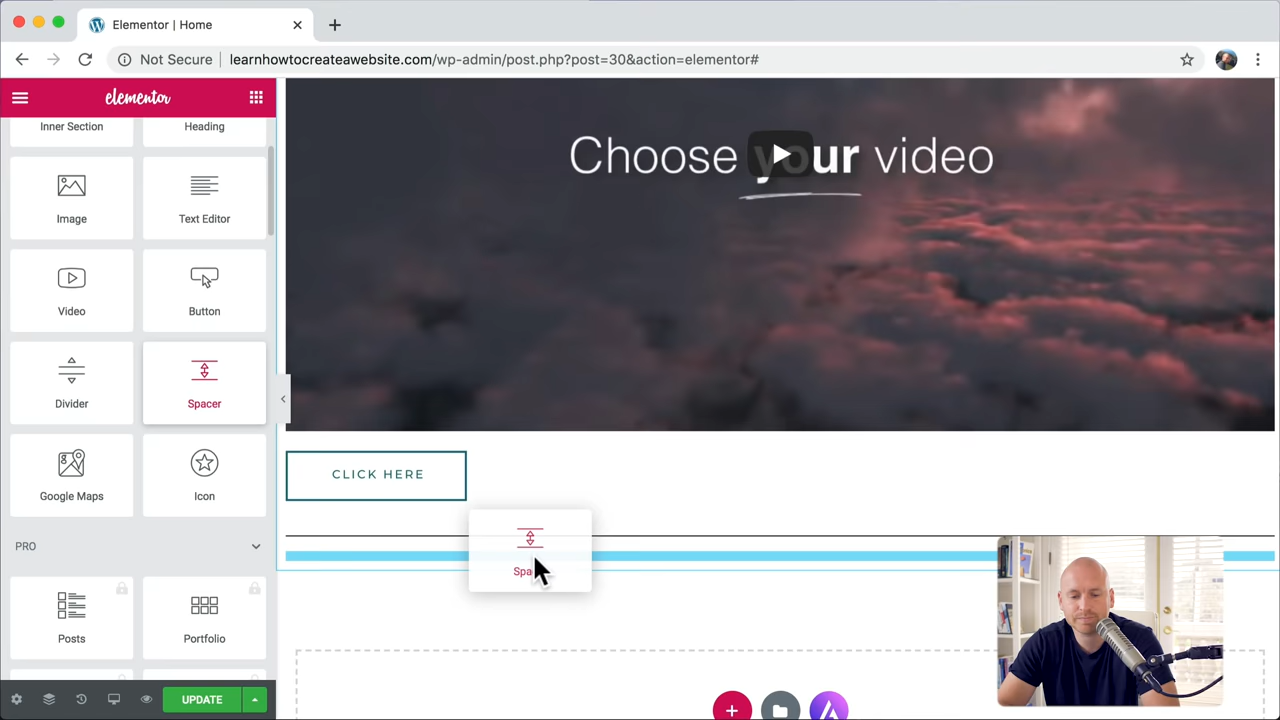 Elementor | Home
Not Secure learnhowtocreateawebsite.com/wp-admin/post.php?post=30&action=elementor#
elementor
Inner Section Heading
Image Text Editor
Video Button
Divider Spacer
Google Maps Icon
PRO
Posts Portfolio
UPDATE
Choose your video
CLICK HERE